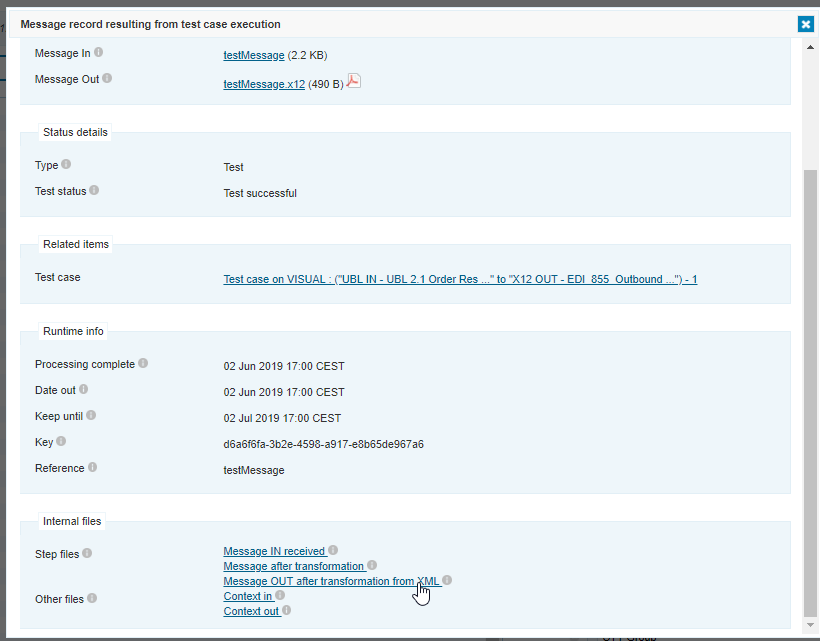 Message record resulting from test case execution
Message In testMessage (2.2 KB)
Message Out testMessage.x12 (490 B)
Status details
Type Test
Test status Test successful
Related items
Test case Test case on VISUAL : ("UBL IN - UBL 2.1 Order Res ..." to "X12 OUT - EDI_855_Outbound ...") - 1
Runtime info
Processing complete 02 Jun 2019 17:00 CEST
Date out 02 Jun 2019 17:00 CEST
Keep until 02 Jul 2019 17:00 CEST
Key d6a6f6fa-3b2e-4598-a917-e8b65de967a6
Reference testMessage
Internal files
Step files Message IN received
Message after transformation
Message OUT after transformation from XML
Other files Context in
Context out